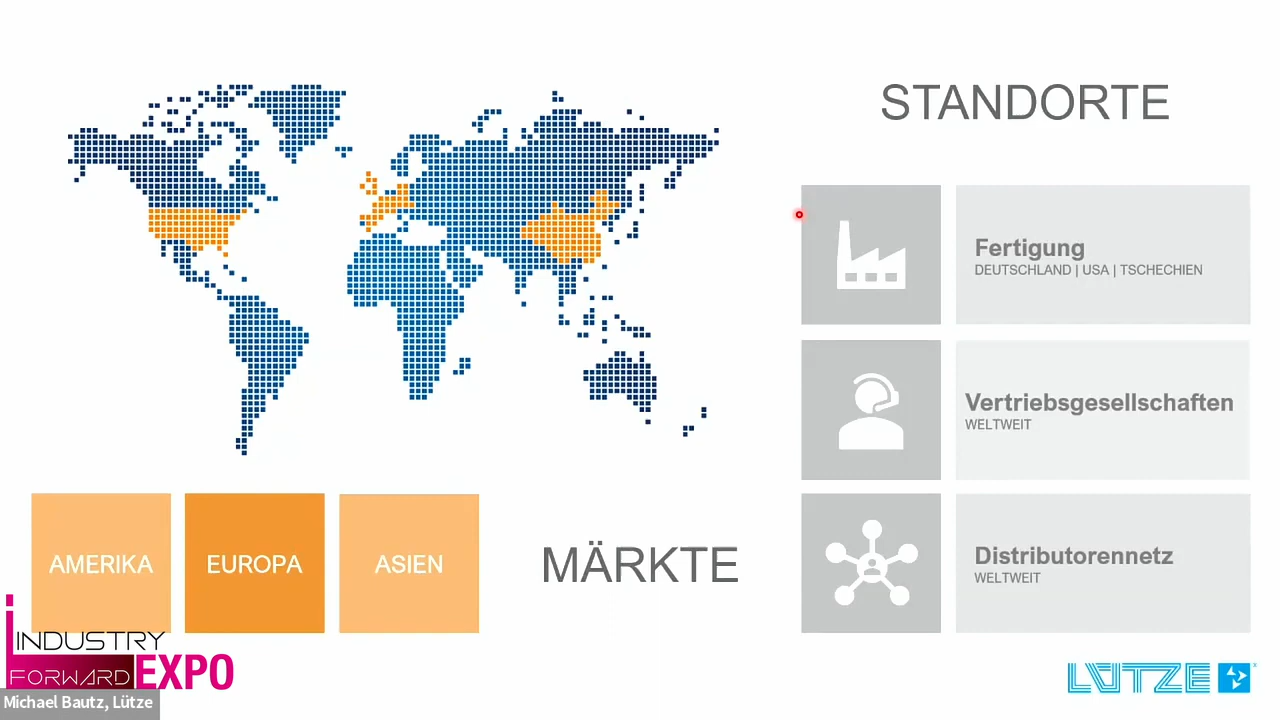 STANDORTE
Fertigung
DEUTSCHLAND | USA | TSCHECHIEN
Vertriebsgesellschaften
WELTWEIT
Distributorennetz
WELTWEIT
AMERIKA
EUROPA
ASIEN
MÄRKTE
INDUSTRY
FORWARD EXPO
Michael Bautz, Lütze
LÜTZE